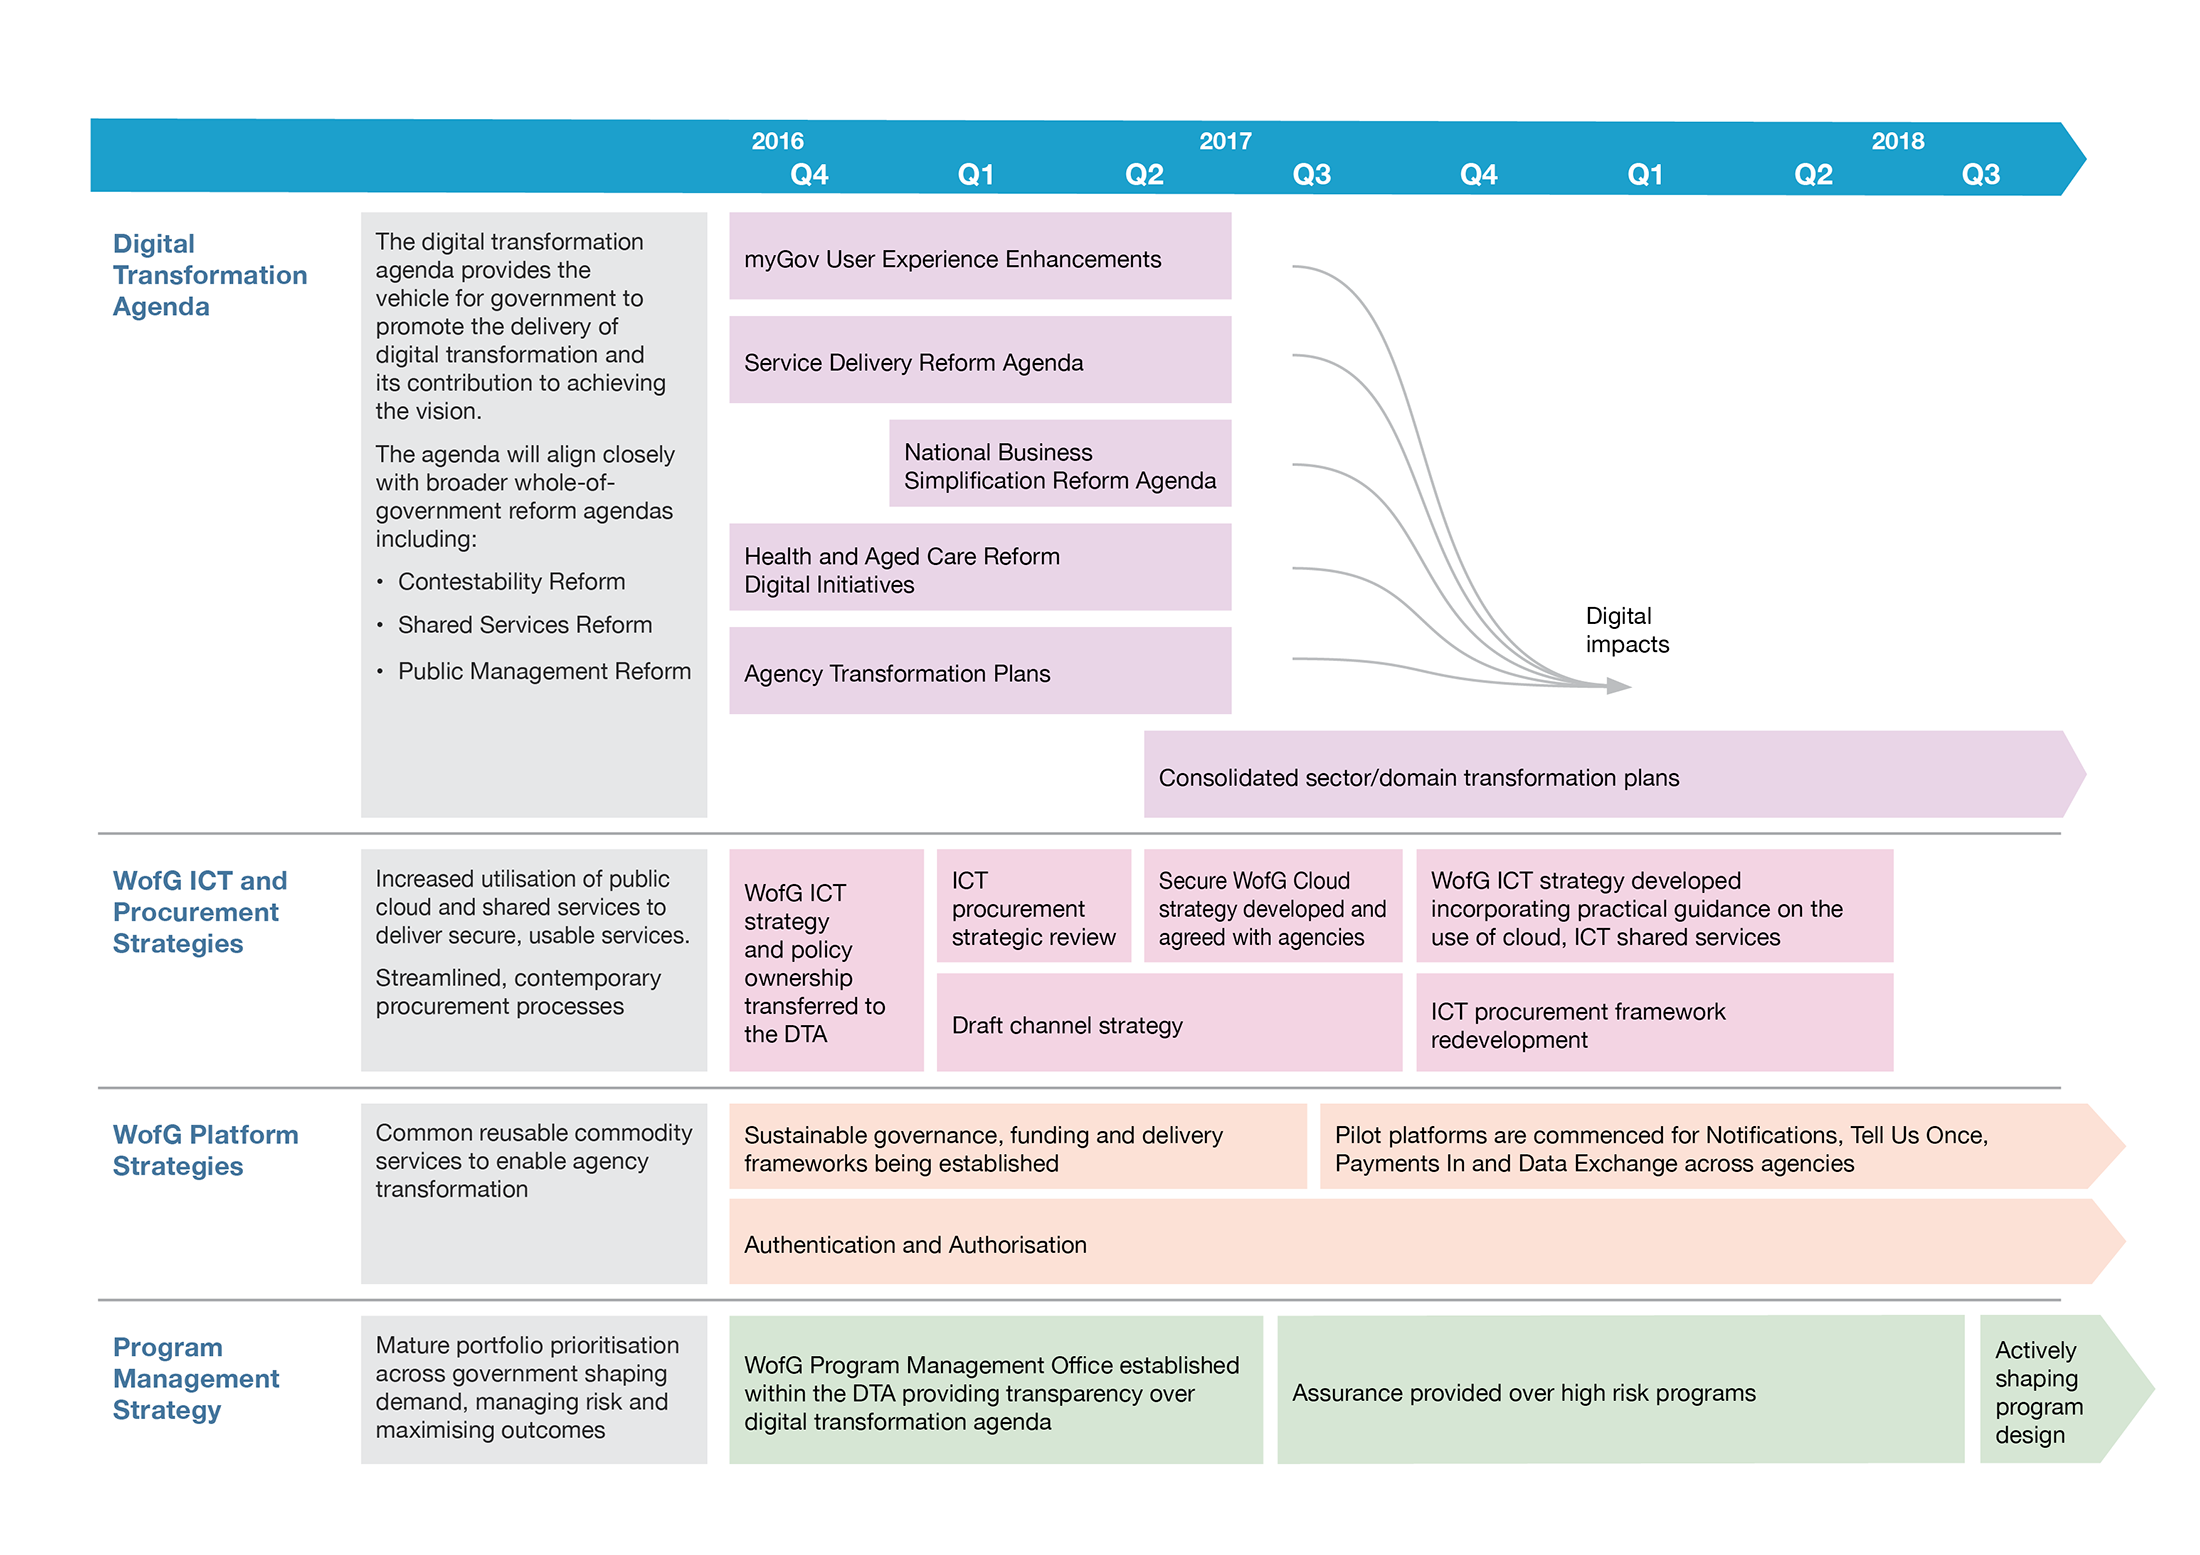 2016 2017 2018
Q4 Q1 Q2 Q3 Q4 Q1 Q2 Q3
Digital
Transformation
Agenda
The digital transformation
agenda provides the
vehicle for government to
promote the delivery of
digital transformation and
its contribution to achieving
the vision.
The agenda will align closely
with broader whole-of-
government reform agendas
including:
• Contestability Reform
• Shared Services Reform
• Public Management Reform
myGov User Experience Enhancements
Service Delivery Reform Agenda
National Business
Simplification Reform Agenda
Health and Aged Care Reform
Digital Initiatives
Agency Transformation Plans
Digital
impacts
Consolidated sector/domain transformation plans
WofG ICT and
Procurement
Strategies
Increased utilisation of public
cloud and shared services to
deliver secure, usable services.
Streamlined, contemporary
procurement processes
WofG ICT
strategy
and policy
ownership
transferred to
the DTA
ICT
procurement
strategic review
Secure WofG Cloud
strategy developed and
agreed with agencies
WofG ICT strategy developed
incorporating practical guidance on the
use of cloud, ICT shared services
Draft channel strategy
ICT procurement framework
redevelopment
WofG Platform
Strategies
Common reusable commodity
services to enable agency
transformation
Sustainable governance, funding and delivery
frameworks being established
Pilot platforms are commenced for Notifications, Tell Us Once,
Payments In and Data Exchange across agencies
Authentication and Authorisation
Program
Management
Strategy
Mature portfolio prioritisation
across government shaping
demand, managing risk and
maximising outcomes
WofG Program Management Office established
within the DTA providing transparency over
digital transformation agenda
Assurance provided over high risk programs
Actively
shaping
program
design